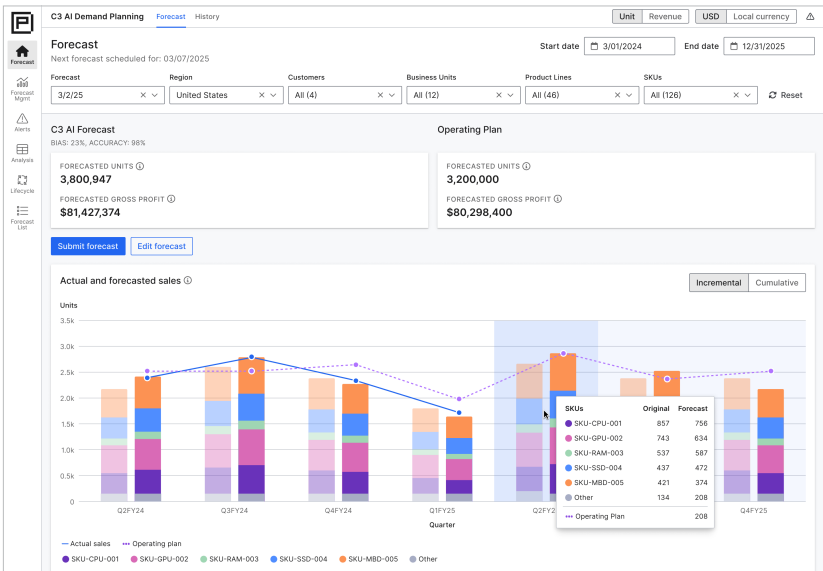 C3 AI Demand Planning Forecast History Unit Revenue USD Local currency
Forecast
Next forecast scheduled for: 03/07/2025
Start date 3/01/2024 End date 12/31/2025
Forecast Region Customers Business Units Product Lines SKUs
3/2/25 United States All (4) All (12) All (46) All (126) Reset
Forecast
Forecast
Mgmt
Alerts
Analysis
Lifecycle
Forecast
List
C3 AI Forecast
BIAS: 23%, ACCURACY: 98%
FORECASTED UNITS
3,800,947
FORECASTED GROSS PROFIT
$81,427,374
Operating Plan
FORECASTED UNITS
3,200,000
FORECASTED GROSS PROFIT
$80,298,400
Submit forecast Edit forecast
Actual and forecasted sales Incremental Cumulative
Units
3.5k
3.0k
2.5k
2.0k
1.5k
1.0k
0.5k
0
Q2FY24 Q3FY24 Q4FY24 Q1FY25 Q2FY2 Q4FY25
Quarter
SKUs Original Forecast
SKU-CPU-001 857 756
SKU-GPU-002 743 634
SKU-RAM-003 537 587
SKU-SSD-004 437 472
SKU-MBD-005 421 374
Other 134 208
Operating Plan 208
Actual sales Operating plan
SKU-CPU-001 SKU-GPU-002 SKU-RAM-003 SKU-SSD-004 SKU-MBD-005 Other